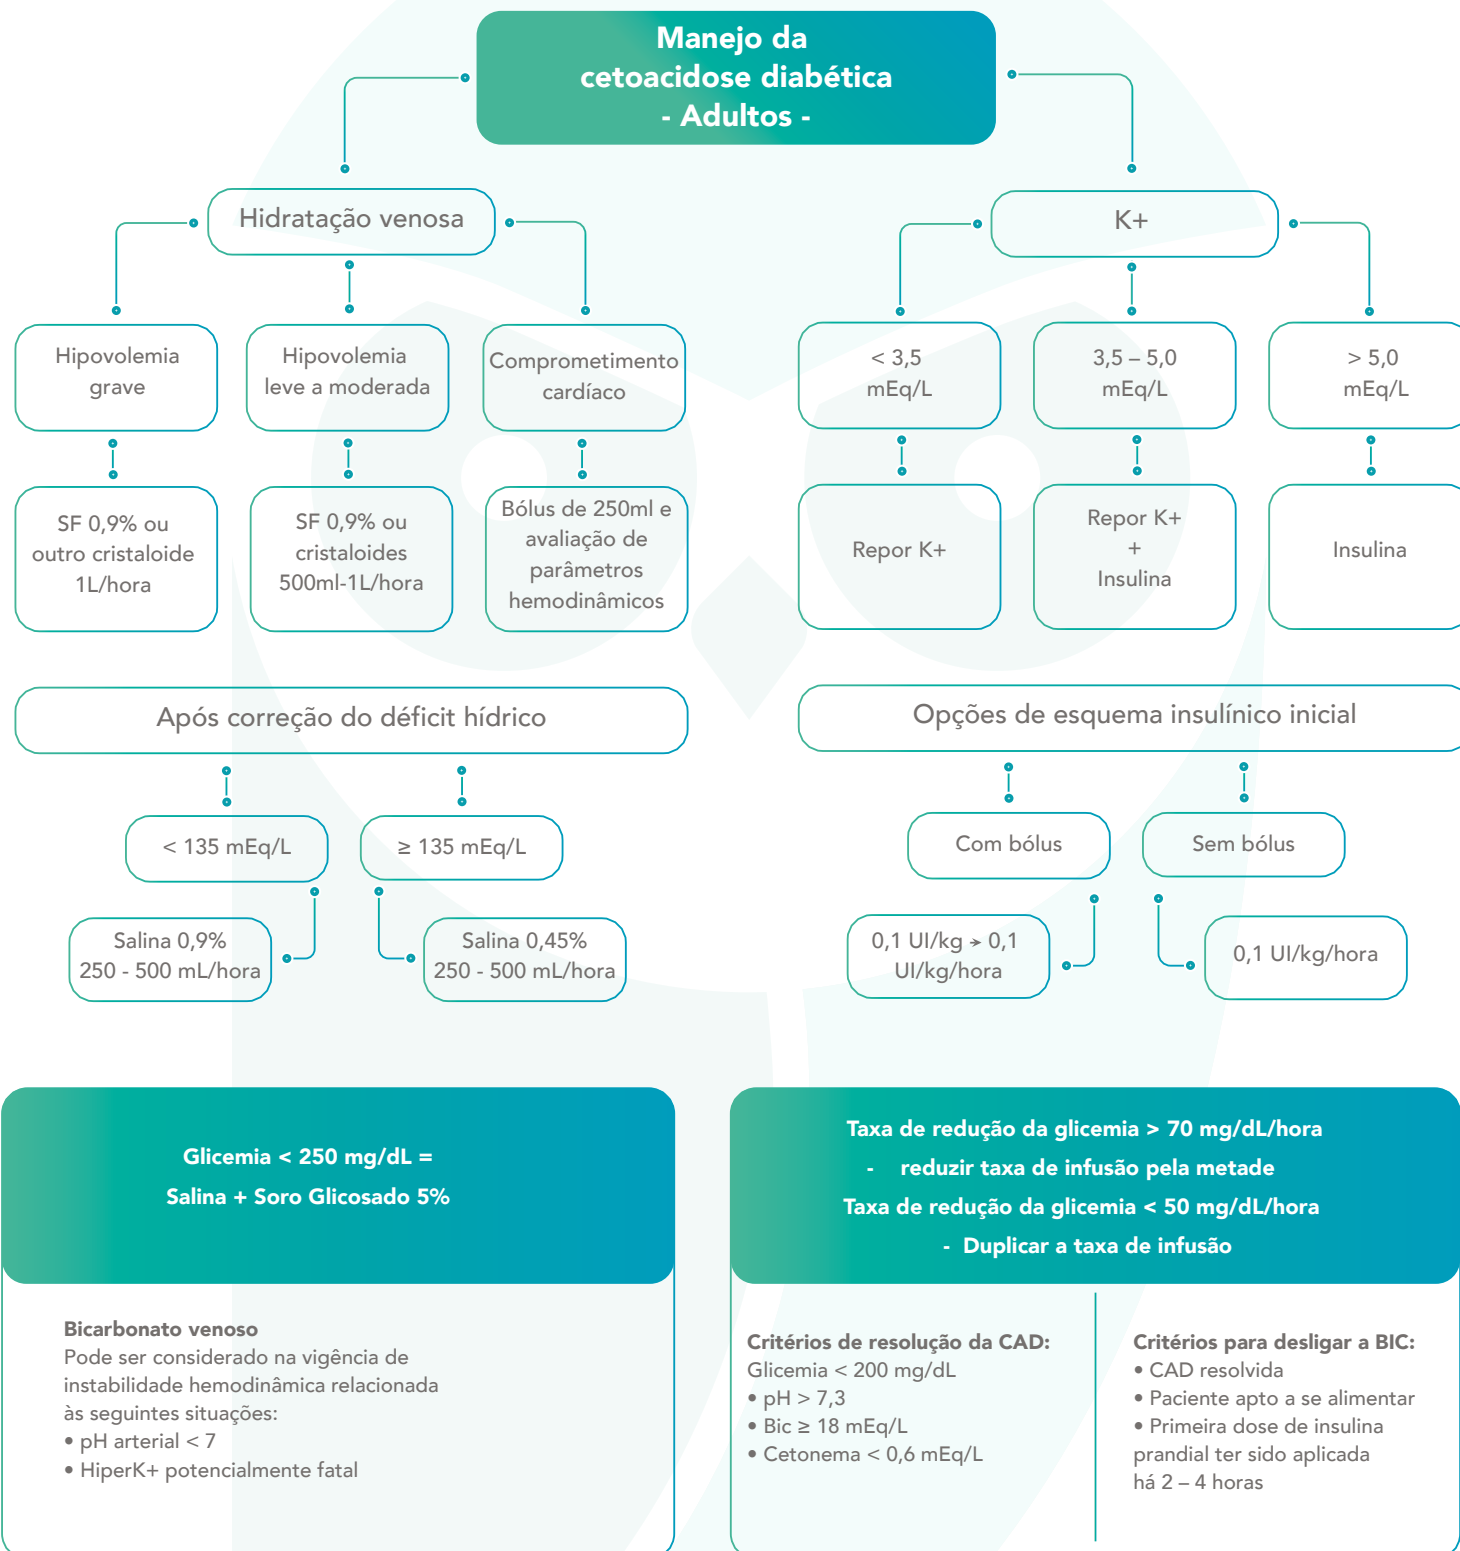 Manejo da
cetoacidose diabética
- Adultos -
Hidratação venosa
Hipovolemia
grave
Hipovolemia
leve a moderada
Comprometimento
cardíaco
SF 0,9% ou
outro cristaloide
1L/hora
SF 0,9% ou
cristaloides
500ml-1L/hora
Bólus de 250ml e
avaliação de
parâmetros
hemodinâmicos
K+
< 3,5
mEq/L
3,5 – 5,0
mEq/L
> 5,0
mEq/L
Repor K+
Repor K+
+
Insulina
Insulina
Após correção do déficit hídrico
< 135 mEq/L
≥ 135 mEq/L
Salina 0,9%
250 - 500 mL/hora
Salina 0,45%
250 - 500 mL/hora
Opções de esquema insulínico inicial
Com bólus
Sem bólus
0,1 UI/kg → 0,1
UI/kg/hora
0,1 UI/kg/hora
Glicemia < 250 mg/dL =
Salina + Soro Glicosado 5%
Bicarbonato venoso
Pode ser considerado na vigência de
instabilidade hemodinâmica relacionada
às seguintes situações:
• pH arterial < 7
• HiperK+ potencialmente fatal
Taxa de redução da glicemia > 70 mg/dL/hora
- reduzir taxa de infusão pela metade
Taxa de redução da glicemia < 50 mg/dL/hora
- Duplicar a taxa de infusão
Critérios de resolução da CAD:
Glicemia < 200 mg/dL
• pH > 7,3
• Bic ≥ 18 mEq/L
• Cetonema < 0,6 mEq/L
Critérios para desligar a BIC:
• CAD resolvida
• Paciente apto a se alimentar
• Primeira dose de insulina
prandial ter sido aplicada
há 2 – 4 horas